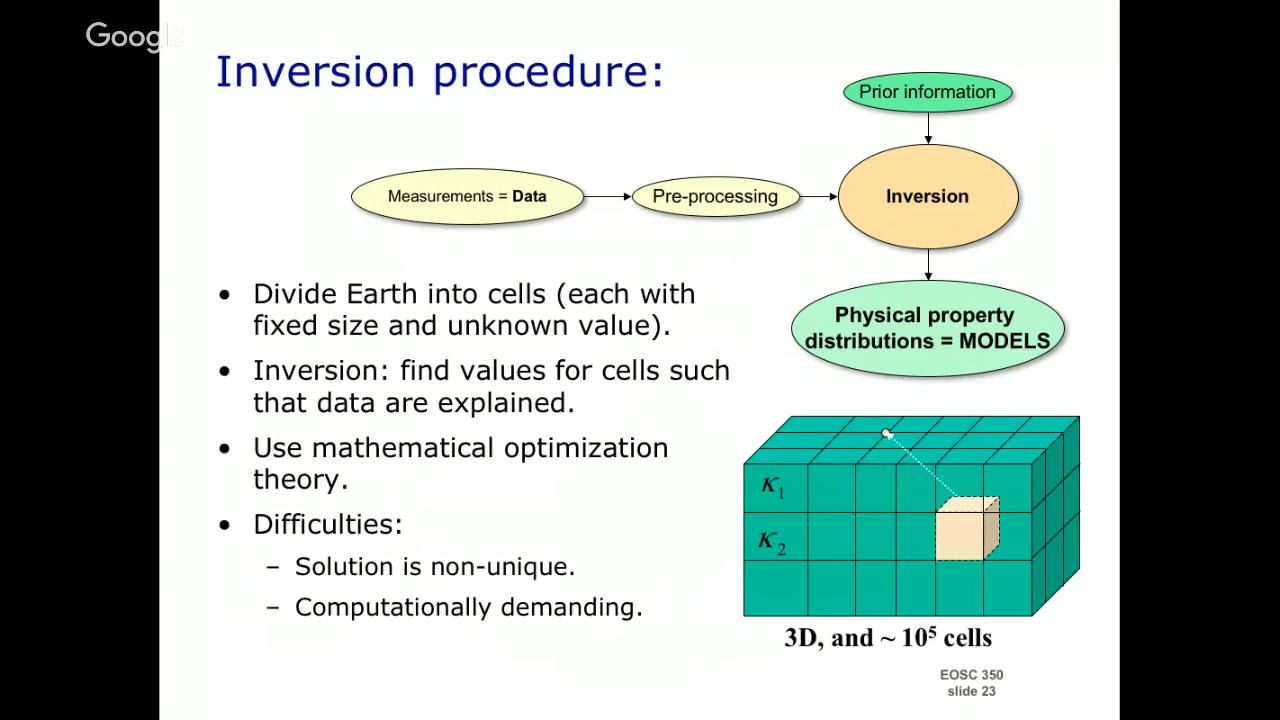 Google
Inversion procedure:
Prior information
Measurements = Data
Pre-processing
Inversion
Physical property
distributions = MODELS
• Divide Earth into cells (each with
fixed size and unknown value).
• Inversion: find values for cells such
that data are explained.
• Use mathematical optimization
theory.
• Difficulties:
– Solution is non-unique.
– Computationally demanding.
κ₁
κ₂
3D, and ~ 10⁵ cells
EOSC 350
slide 23